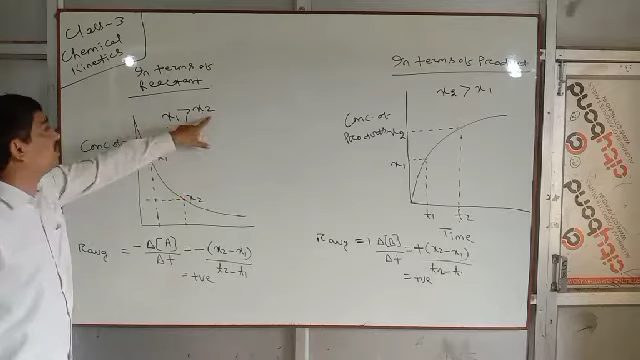 Class-3
Chemical
Kinetics
In terms of
Reactant
x₁ > x₂
Conc. of
x₁
x₂
Ravg = -Δ[A]/Δt = -(x₂-x₁)/(t₂-t₁)
= +ve
In terms of Product
x₂ > x₁
Conc. of
Product
x₂
x₁
t₁ t₂
Time
Ravg = + Δ[B]/Δt = +(x₂-x₁)/(t₂-t₁)
= +ve